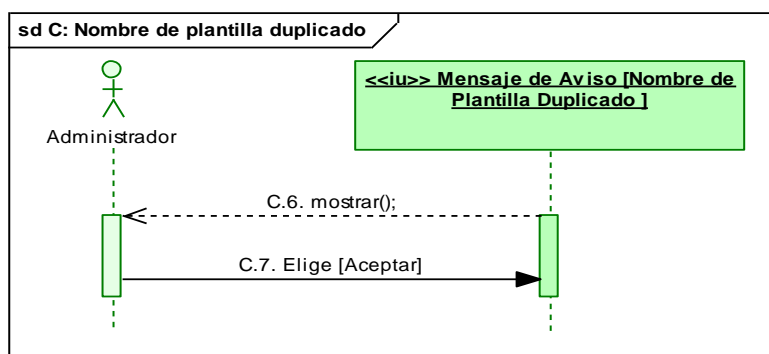 sd C: Nombre de plantilla duplicado
<<iu>> Mensaje de Aviso [Nombre de
Plantilla Duplicado ]
Administrador
C.6. mostrar();
C.7. Elige [Aceptar]